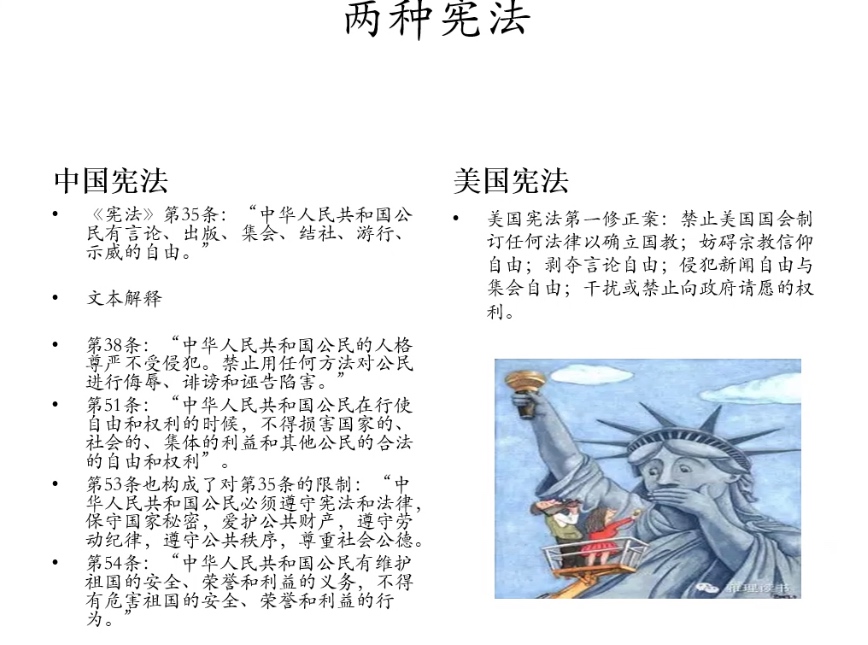 两种宪法
中国宪法
• 《宪法》第35条：“中华人民共和国公
民有言论、出版、集会、结社、游行、
示威的自由。”
• 文本解释
• 第38条：“中华人民共和国公民的人格
尊严不受侵犯。禁止用任何方法对公民
进行侮辱、诽谤和诬告陷害。”
• 第51条：“中华人民共和国公民在行使
自由和权利的时候，不得损害国家的、
社会的、集体的利益和其他公民的合法
的自由和权利”。
• 第53条也构成了对第35条的限制：“中
华人民共和国公民必须遵守宪法和法律，
保守国家秘密，爱护公共财产，遵守劳
动纪律，遵守公共秩序，尊重社会公德。
• 第54条：“中华人民共和国公民有维护
祖国的安全、荣誉和利益的义务，不得
有危害祖国的安全、荣誉和利益的行
为。”
美国宪法
• 美国宪法第一修正案：禁止美国国会制
订任何法律以确立国教；妨碍宗教信仰
自由；剥夺言论自由；侵犯新闻自由与
集会自由；干扰或禁止向政府请愿的权
利。